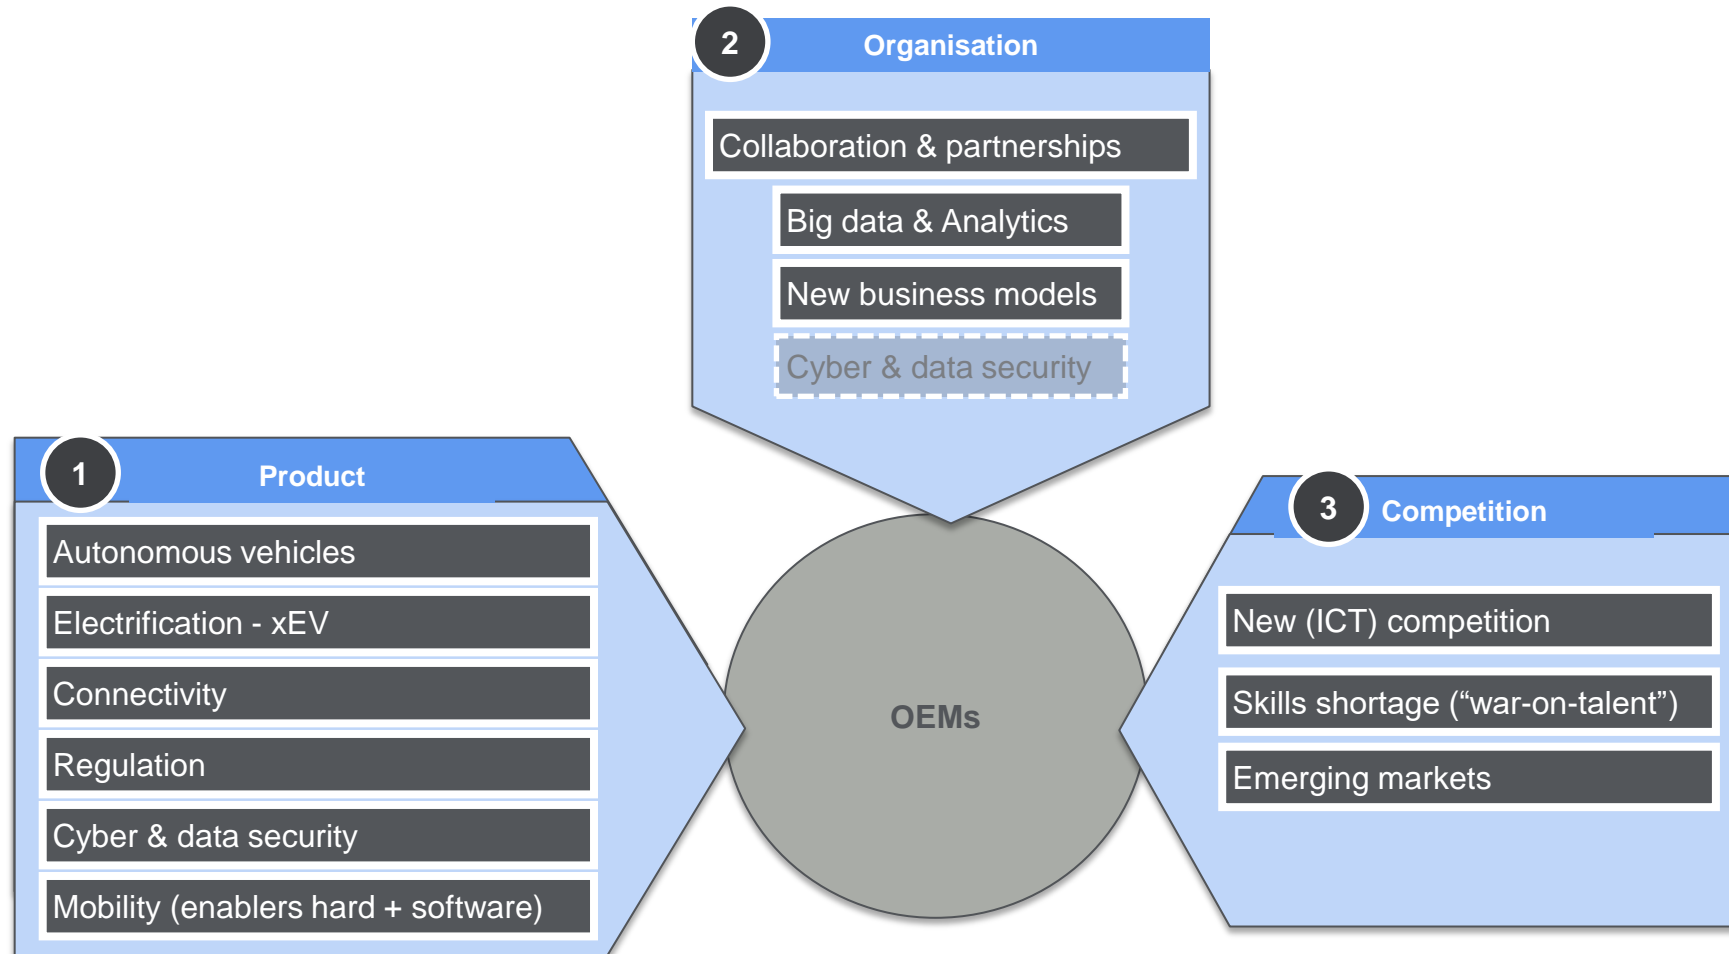 2
Organisation
Collaboration & partnerships
Big data & Analytics
New business models
Cyber & data security
1
Product
Autonomous vehicles
Electrification - xEV
Connectivity
Regulation
Cyber & data security
Mobility (enablers hard + software)
OEMs
3
Competition
New (ICT) competition
Skills shortage (“war-on-talent”)
Emerging markets